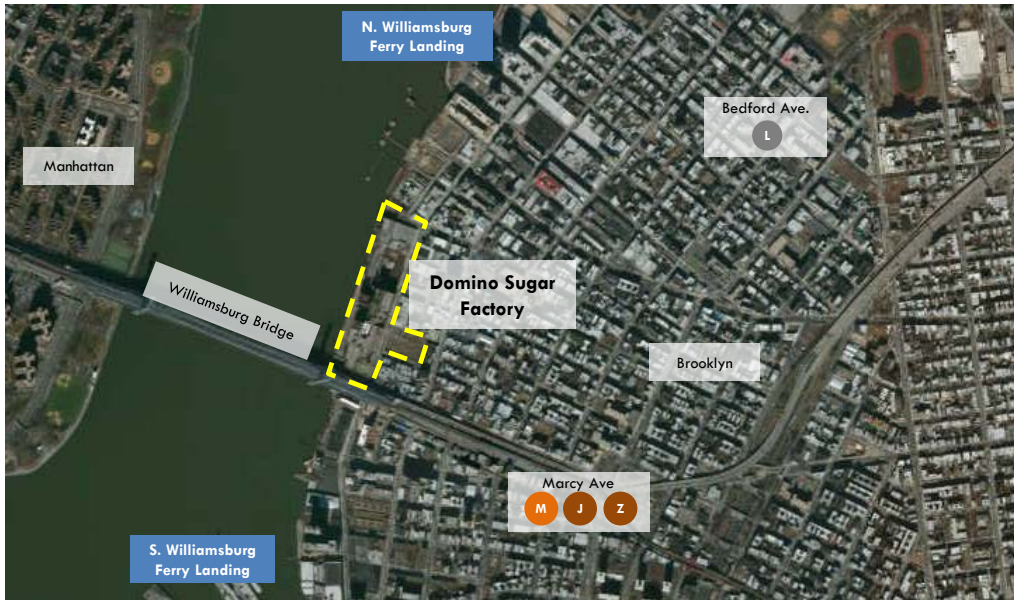 N. Williamsburg
Ferry Landing
Bedford Ave.
L
Manhattan
Domino Sugar
Factory
Williamsburg Bridge
Brooklyn
Marcy Ave
M J Z
S. Williamsburg
Ferry Landing